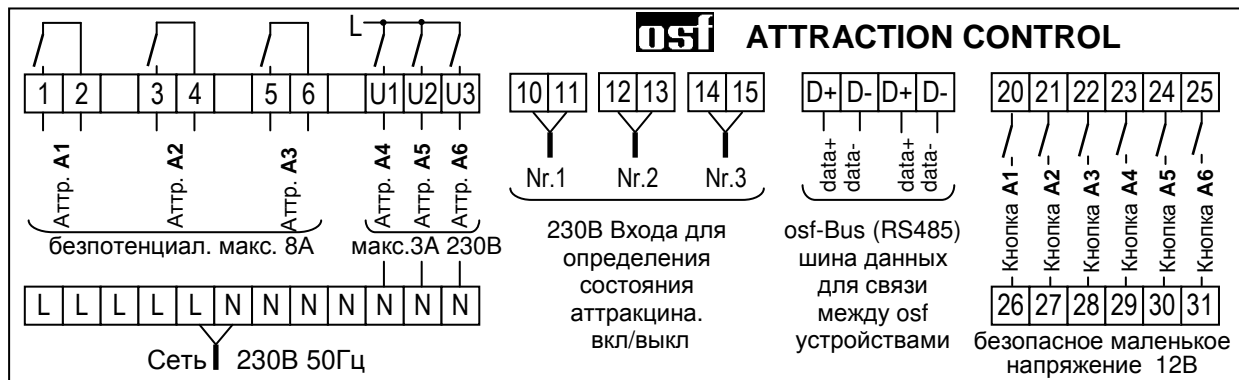 osf ATTRACTION CONTROL
L
1 2 3 4 5 6 U1 U2 U3
Аттр. A1
Аттр. A2
Аттр. A3
Аттр. A4
Аттр. A5
Аттр. A6
безпотенциал. макс. 8А
макс.3А 230В
L L L L L N N N N N N N
Сеть 230В 50Гц
10 11 12 13 14 15
Nr.1 Nr.2 Nr.3
230В Входа для
определения
состояния
аттракцина.
вкл/выкл
D+ D- D+ D-
data+
data-
data+
data-
osf-Bus (RS485)
шина данных
для связи
между osf
устройствами
20 21 22 23 24 25
Кнопка A1
Кнопка A2
Кнопка A3
Кнопка A4
Кнопка A5
Кнопка A6
26 27 28 29 30 31
безопасное маленькое
напряжение 12В